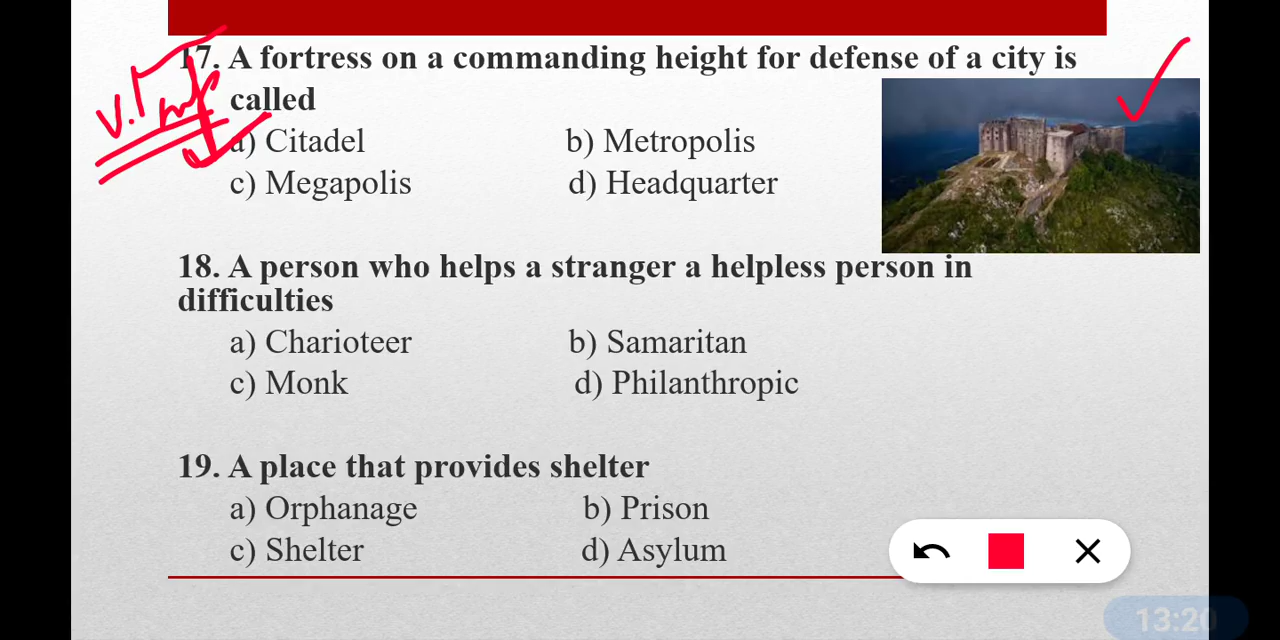 17. A fortress on a commanding height for defense of a city is
called
a) Citadel b) Metropolis
c) Megapolis d) Headquarter
18. A person who helps a stranger a helpless person in
difficulties
a) Charioteer b) Samaritan
c) Monk d) Philanthropic
19. A place that provides shelter
a) Orphanage b) Prison
c) Shelter d) Asylum
V. Imp
13:20